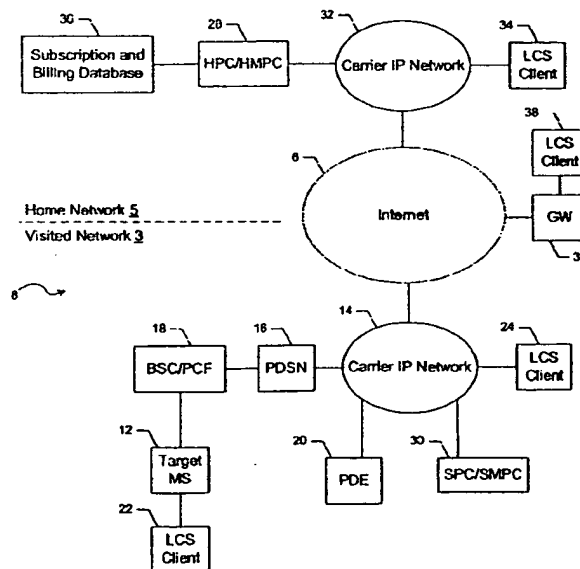 36
Subscription and
Billing Database
28
HPC/HMPC
32
Carrier IP Network
34
LCS
Client
38
LCS
Client
6
Internet
GW
3
Home Network 5
Visited Network 3
8
18
BSC/PCF
16
PDSN
14
Carrier IP Network
24
LCS
Client
12
Target
MS
20
PDE
30
SPC/SMPC
22
LCS
Client